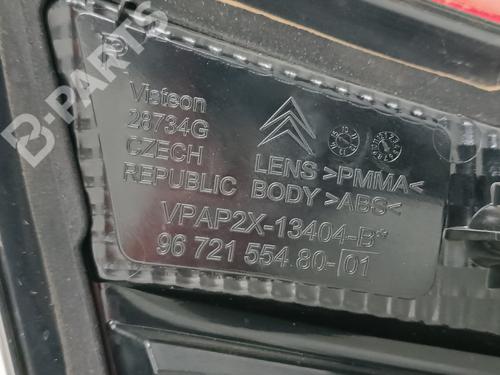 B-PARTS
Visteon
28734G
CZECH
REPUBLIC
LENS >PMMA<
BODY >ABS<
VPAP2X-13404-B*
96 721 554.80-01